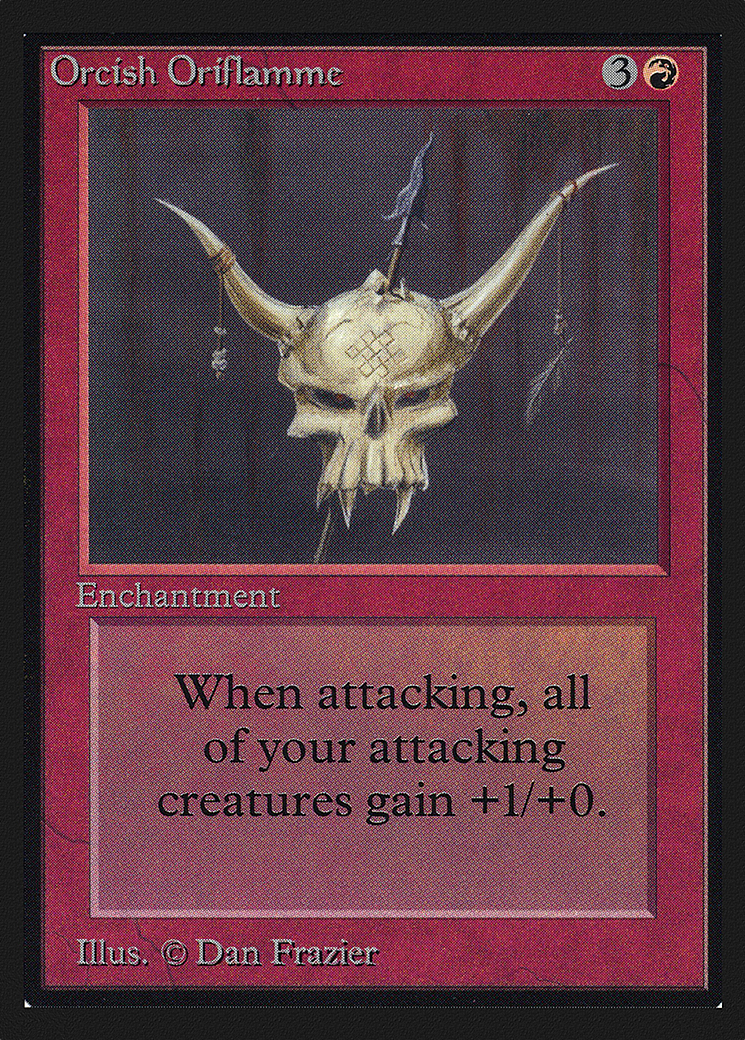 Orcish Oriflamme 3
Enchantment
When attacking, all
of your attacking
creatures gain +1/+0.
Illus. © Dan Frazier